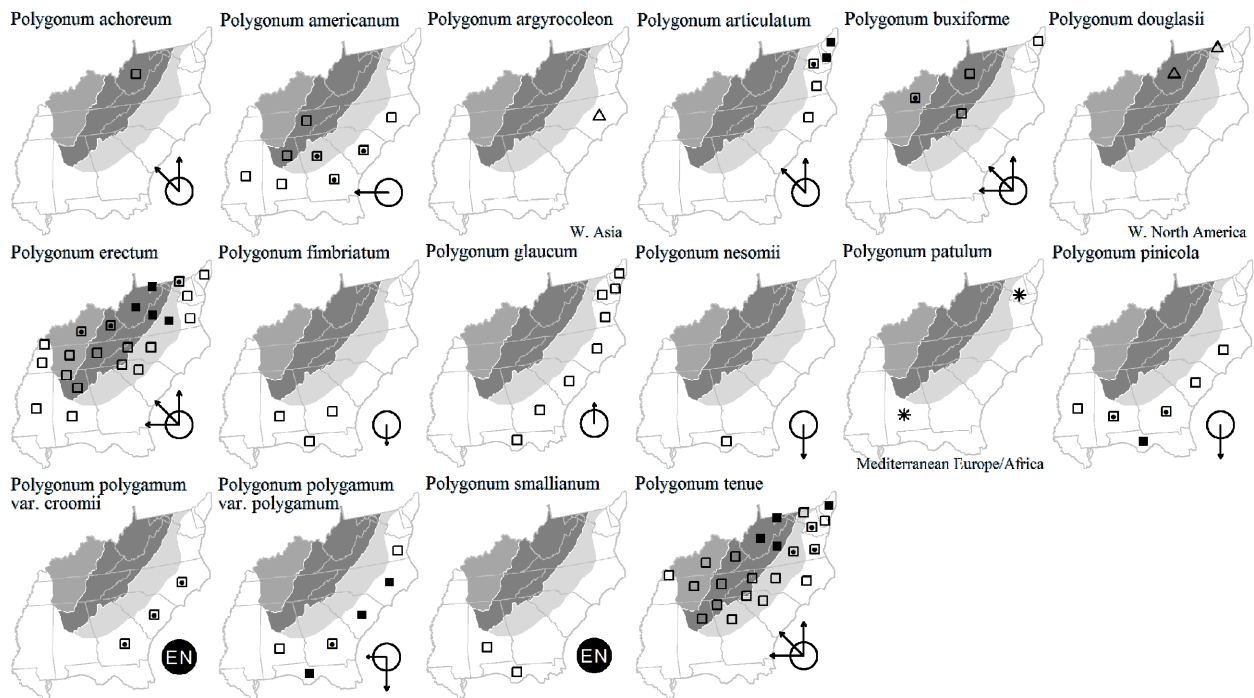 Polygonum achoreum
Polygonum americanum
Polygonum argyrocoleon
Polygonum articulatum
Polygonum buxiforme
Polygonum douglasii
W. Asia
W. North America
Polygonum erectum
Polygonum fimbriatum
Polygonum glaucum
Polygonum nesomii
Polygonum patulum
Polygonum pinicola
Mediterranean Europe/Africa
Polygonum polygamum
var. croomii
Polygonum polygamum
var. polygamum
Polygonum smallianum
Polygonum tenue
EN
EN